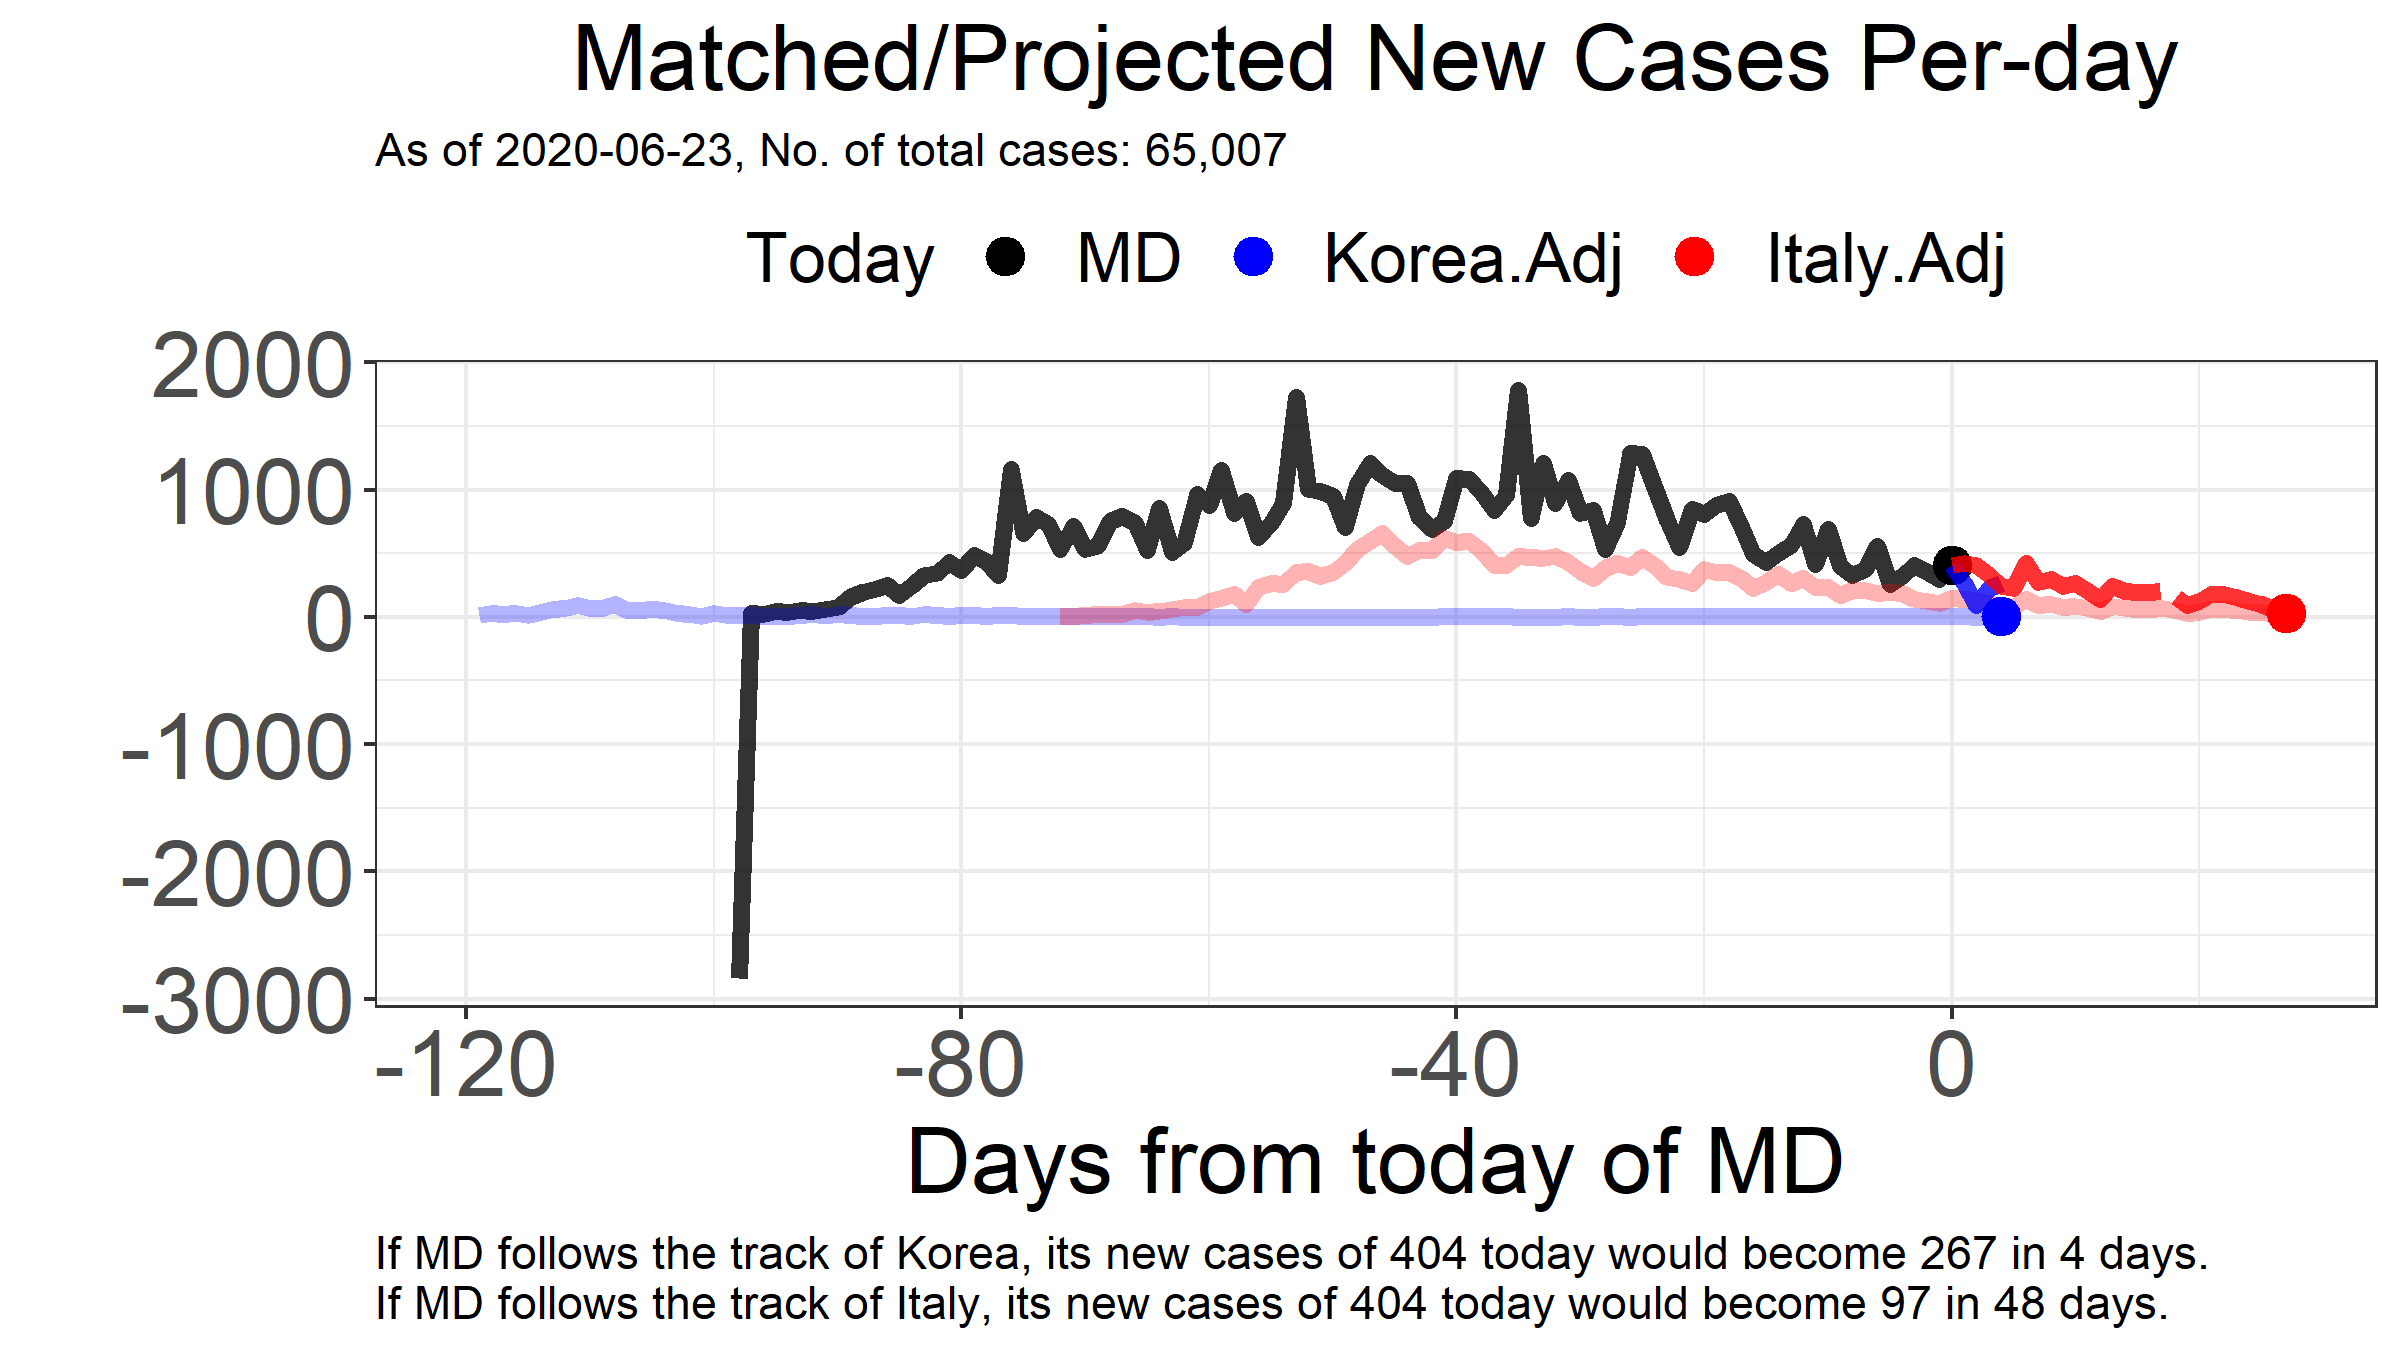 Matched/Projected New Cases Per-day
As of 2020-06-23, No. of total cases: 65,007
Today MD Korea.Adj Italy.Adj
2000
1000
0
-1000
-2000
-3000
-120 -80 -40 0
Days from today of MD
If MD follows the track of Korea, its new cases of 404 today would become 267 in 4 days.
If MD follows the track of Italy, its new cases of 404 today would become 97 in 48 days.